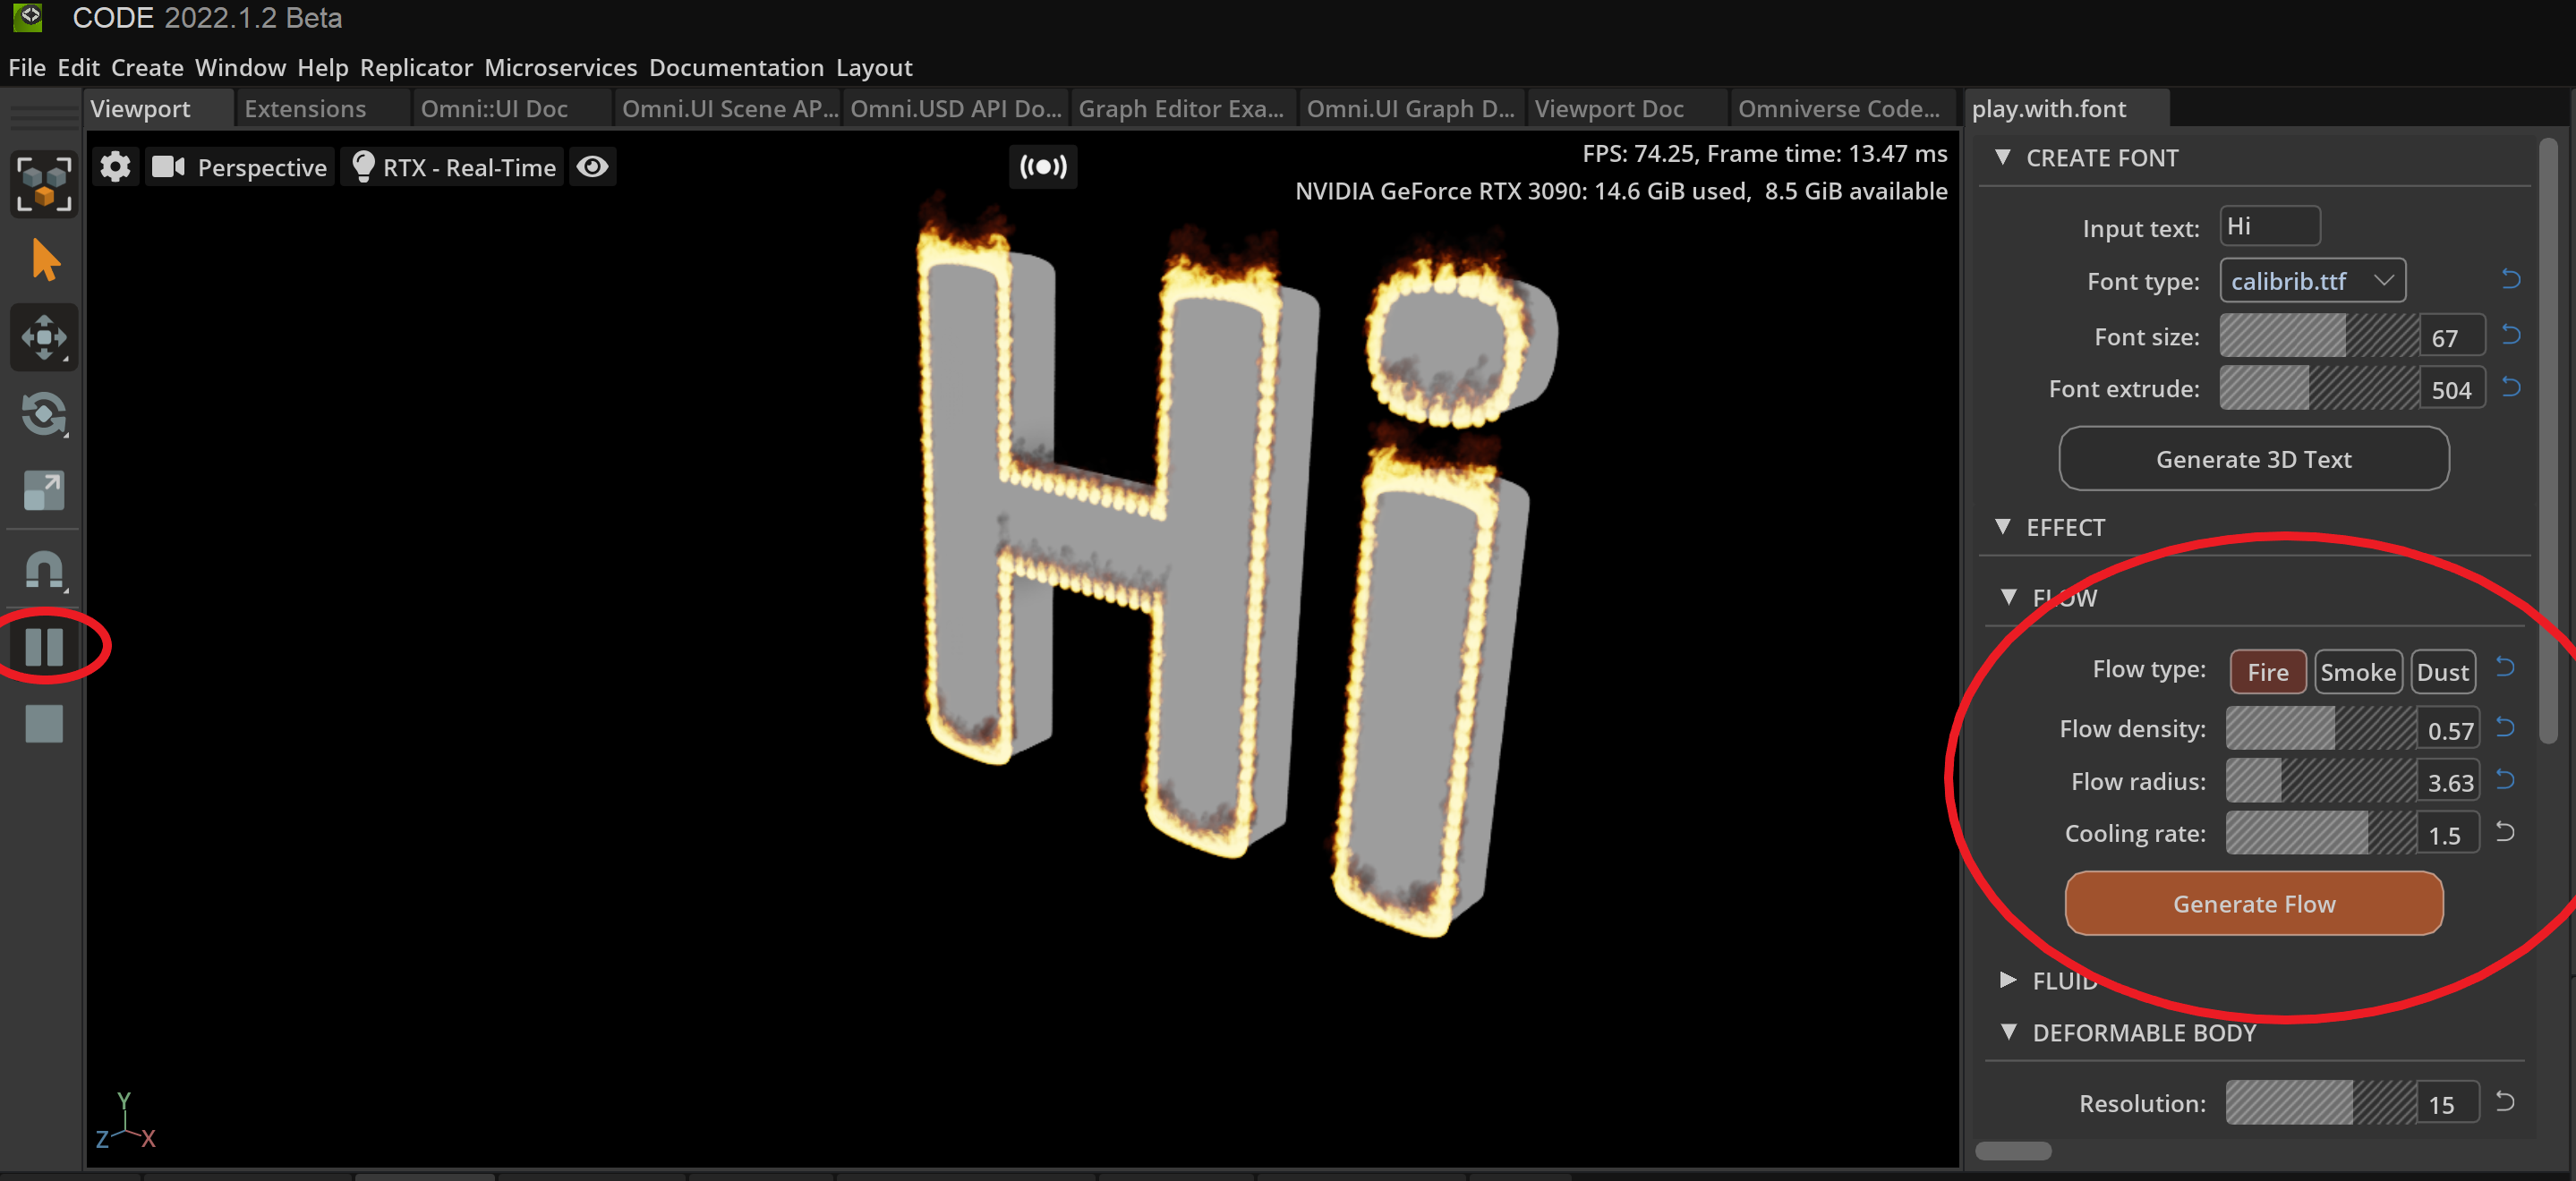 CODE 2022.1.2 Beta
File Edit Create Window Help Replicator Microservices Documentation Layout
Viewport Extensions Omni::UI Doc Omni.UI Scene AP... Omni.USD API Do... Graph Editor Exa... Omni.UI Graph D... Viewport Doc Omniverse Code... play.with.font
Perspective RTX - Real-Time
FPS: 74.25, Frame time: 13.47 ms
NVIDIA GeForce RTX 3090: 14.6 GiB used, 8.5 GiB available
Hi
Y
Z X
CREATE FONT
Input text: Hi
Font type: calibrib.ttf
Font size: 67
Font extrude: 504
Generate 3D Text
EFFECT
FLOW
Flow type: Fire Smoke Dust
Flow density: 0.57
Flow radius: 3.63
Cooling rate: 1.5
Generate Flow
FLUID
DEFORMABLE BODY
Resolution: 15